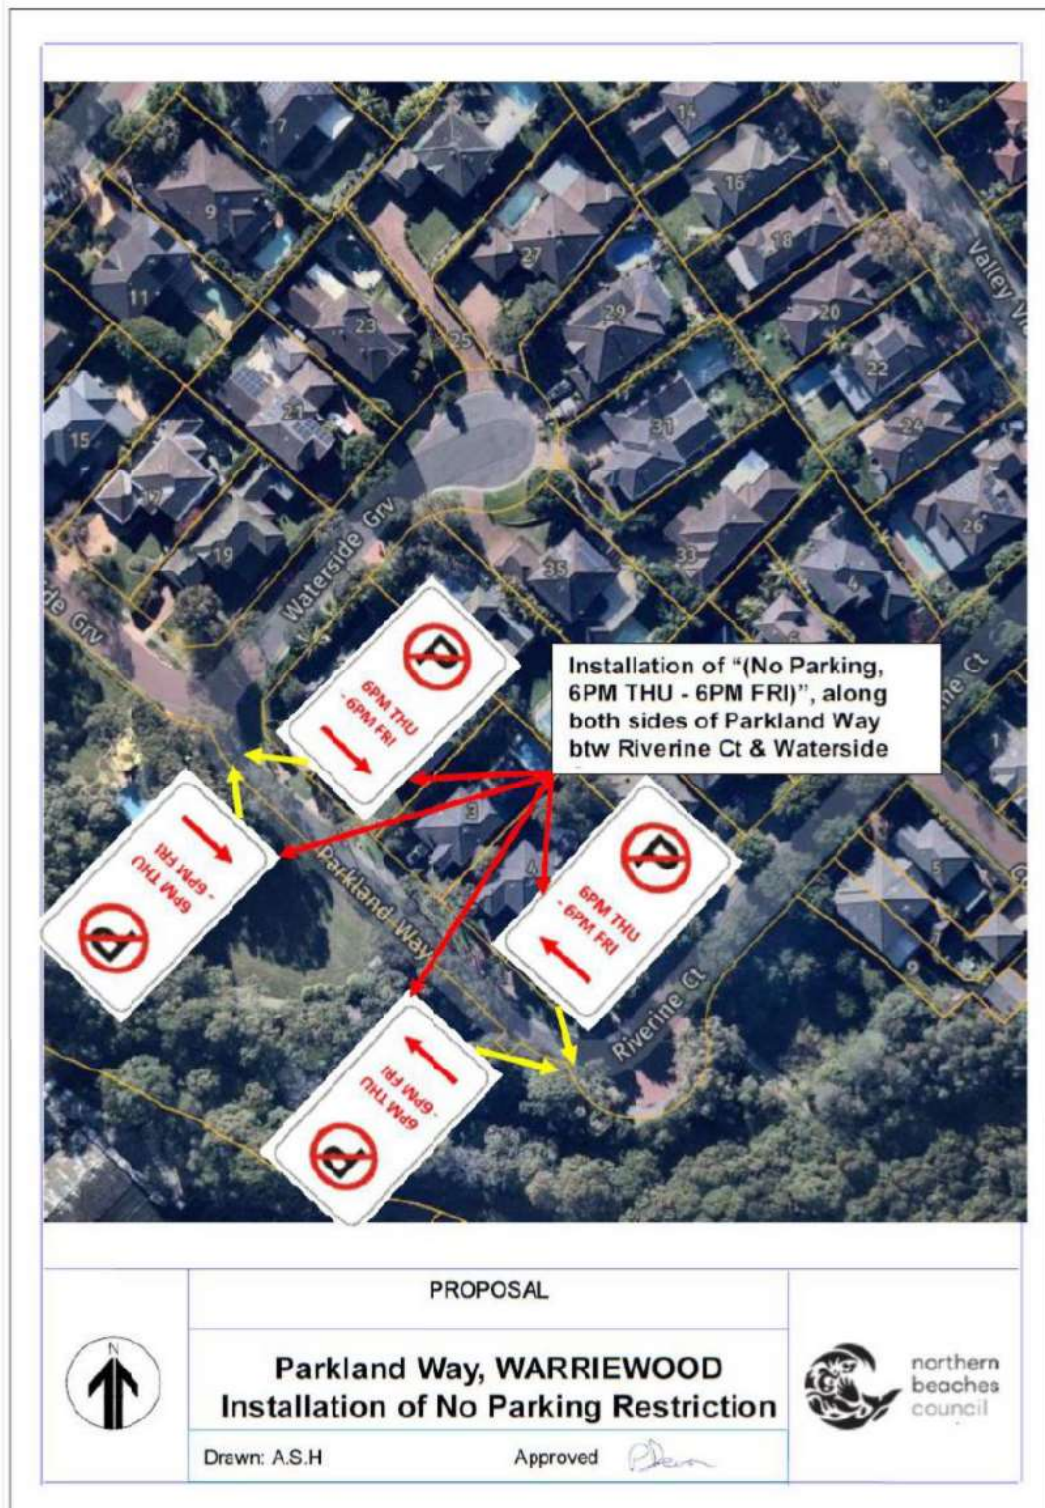 7
14
9
16
27
18
Valley Vi
11
23
29
20
25
22
21
31
15
24
17
26
Waterside Grv
19
35
33
4
de Grv
6PM THU
- 6PM FRI
Installation of “(No Parking,
6PM THU - 6PM FRI)”, along
both sides of Parkland Way
btw Riverine Ct & Waterside
ine Ct
3
Parkland Way
6PM THU
- 6PM FRI
6PM THU
- 6PM FRI
5
9
Riverine Ct
6PM THU
- 6PM FRI
PROPOSAL
N
Parkland Way, WARRIEWOOD
Installation of No Parking Restriction
northern
beaches
council
Drawn: A.S.H
Approved